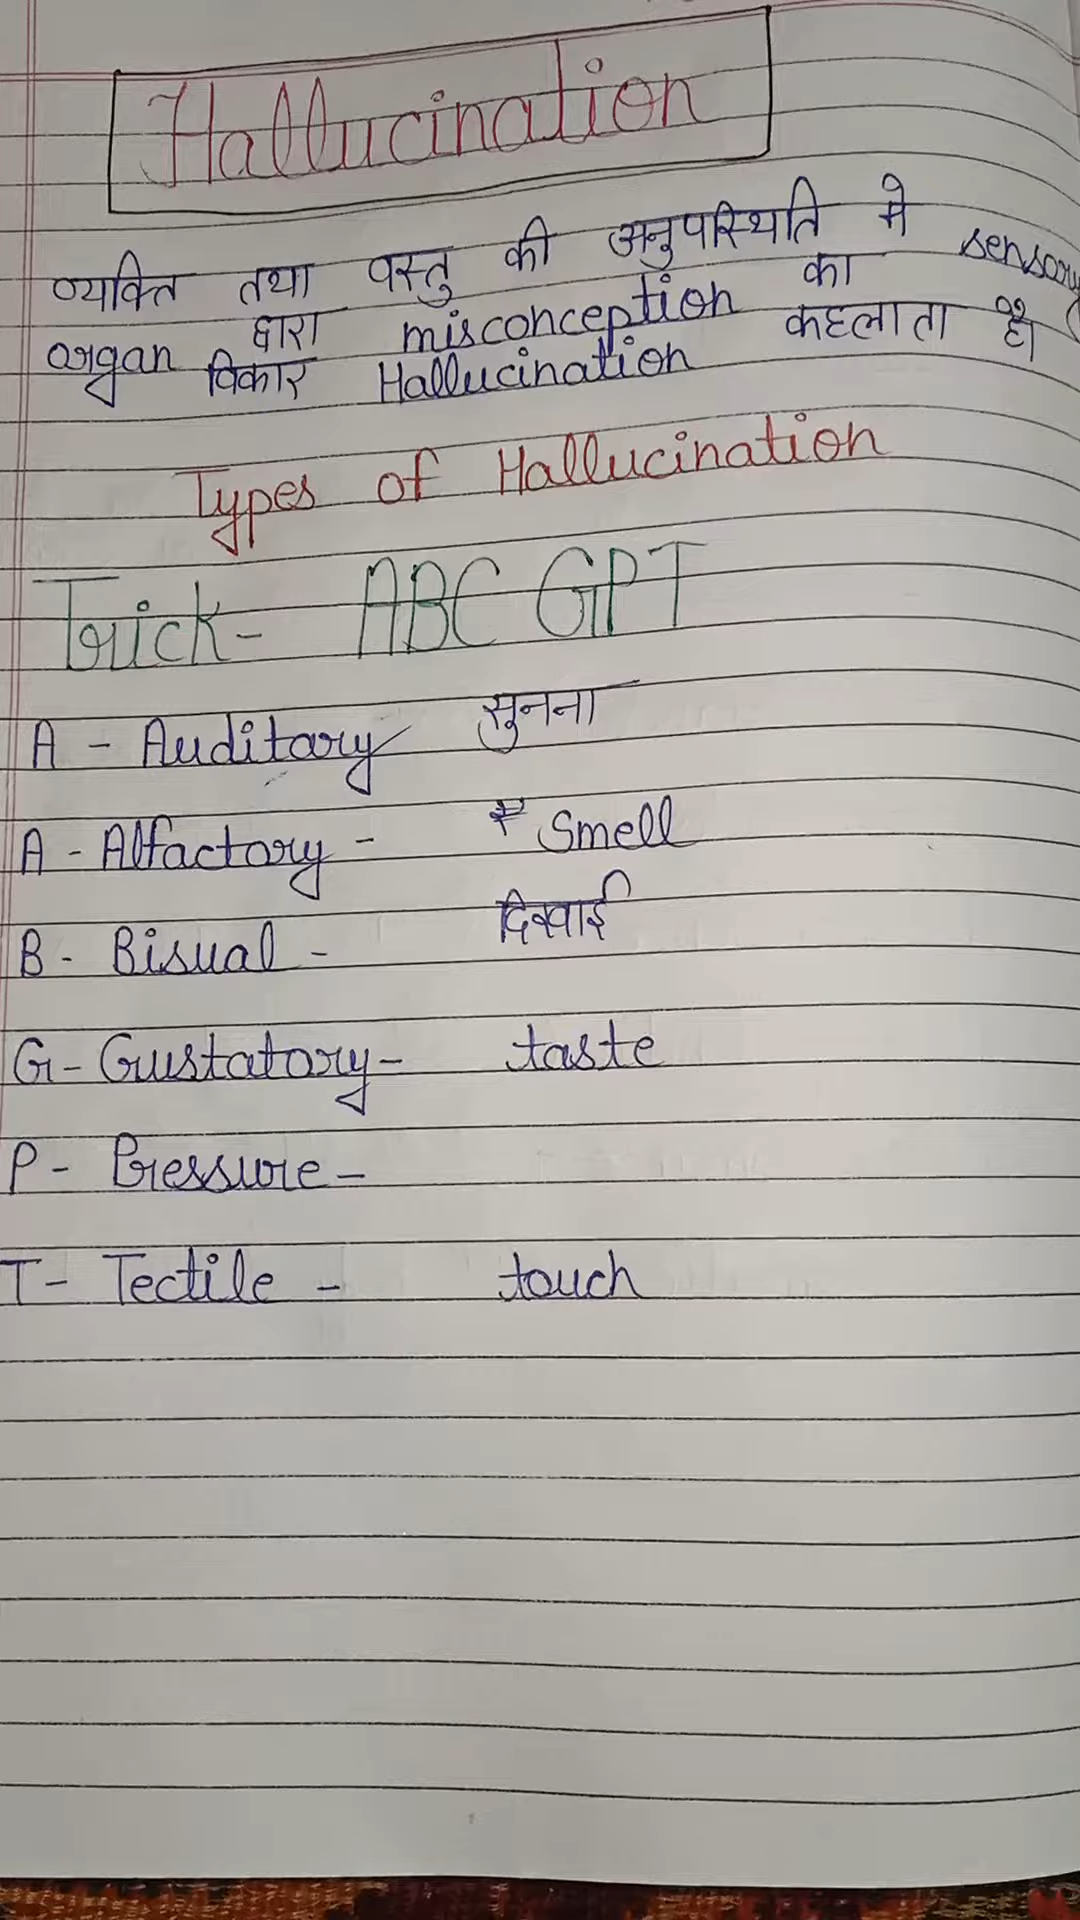 Hallucination
व्यक्ति तथा वस्तु की अनुपस्थिति मे sensory
organ द्वारा misconception का
विकार Hallucination कहलाता है।
Types of Hallucination
Trick- ABC GPT
A - Auditory सुनना
A - Alfactory - Smell
B - Bisual - दिखाई
G - Gustatory - taste
P - Pressure -
T - Tectile - touch